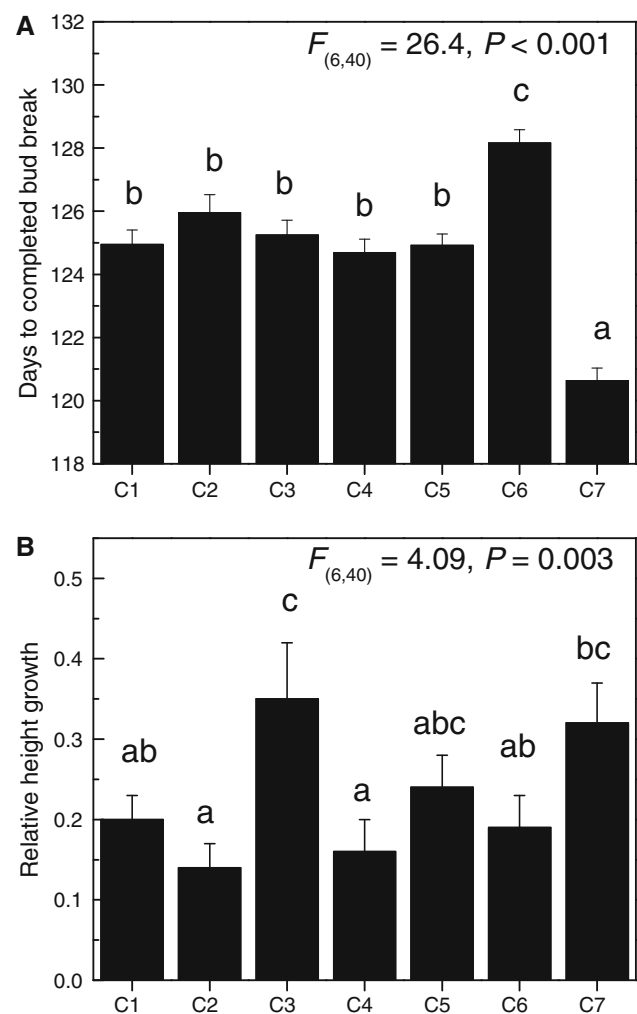 A
F(6,40) = 26.4, P < 0.001
Days to completed bud break
132
130
128
126
124
122
120
118
b
b
b
b
b
c
a
C1 C2 C3 C4 C5 C6 C7
B
F(6,40) = 4.09, P = 0.003
Relative height growth
0.5
0.4
0.3
0.2
0.1
0.0
ab
a
c
a
abc
ab
bc
C1 C2 C3 C4 C5 C6 C7